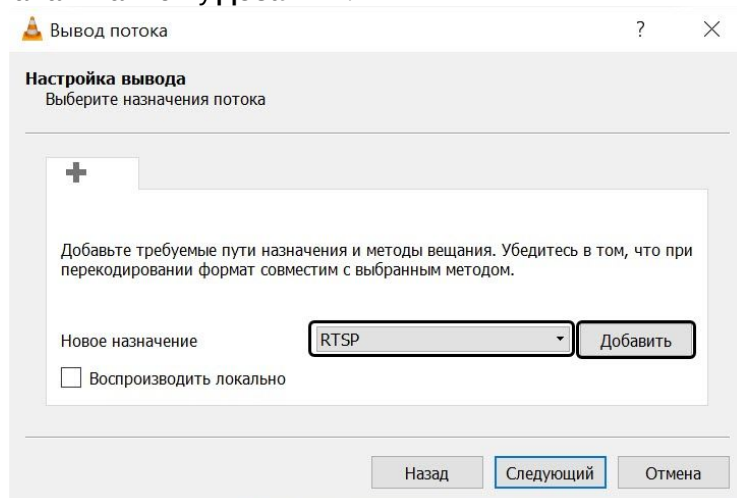 Вывод потока
?
Настройка вывода
Выберите назначения потока
Добавьте требуемые пути назначения и методы вещания. Убедитесь в том, что при
перекодировании формат совместим с выбранным методом.
Новое назначение
RTSP
Добавить
Воспроизводить локально
Назад
Следующий
Отмена